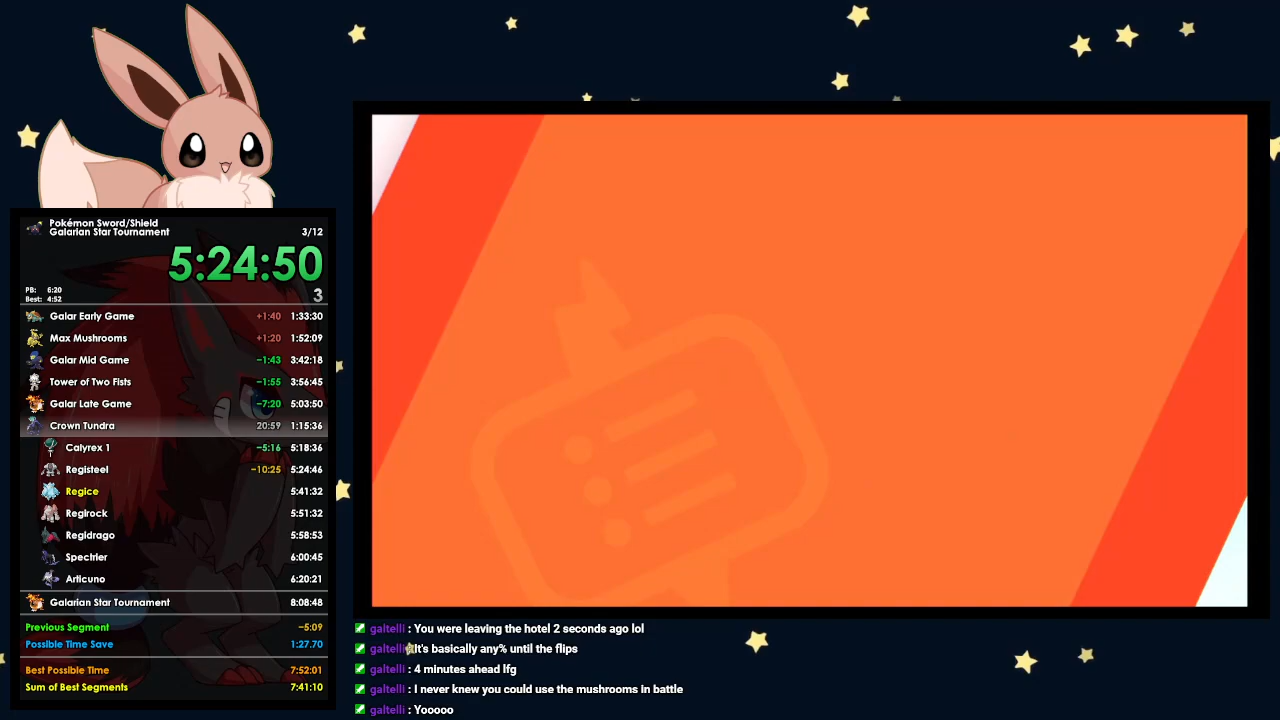 Pokémon Sword/Shield
Galarian Star Tournament 3/12
5:24:50
PB: 6:20
Best: 4:52
3
Galar Early Game +1:40 1:33:30
Max Mushrooms +1:20 1:52:09
Galar Mid Game −1:43 3:42:18
Tower of Two Fists −1:55 3:56:45
Galar Late Game −7:20 5:03:50
Crown Tundra 20:59 1:15:36
Calyrex 1 −5:16 5:18:36
Registeel −10:25 5:24:46
Regice 5:41:32
Regirock 5:51:32
Regidrago 5:58:53
Spectrier 6:00:45
Articuno 6:20:21
Galarian Star Tournament 8:08:48
Previous Segment −5:09
Possible Time Save 1:27.70
Best Possible Time 7:52:01
Sum of Best Segments 7:41:10
galtelli : You were leaving the hotel 2 seconds ago lol
galtelli : It's basically any% until the flips
galtelli : 4 minutes ahead lfg
galtelli : I never knew you could use the mushrooms in battle
galtelli : Yooooo